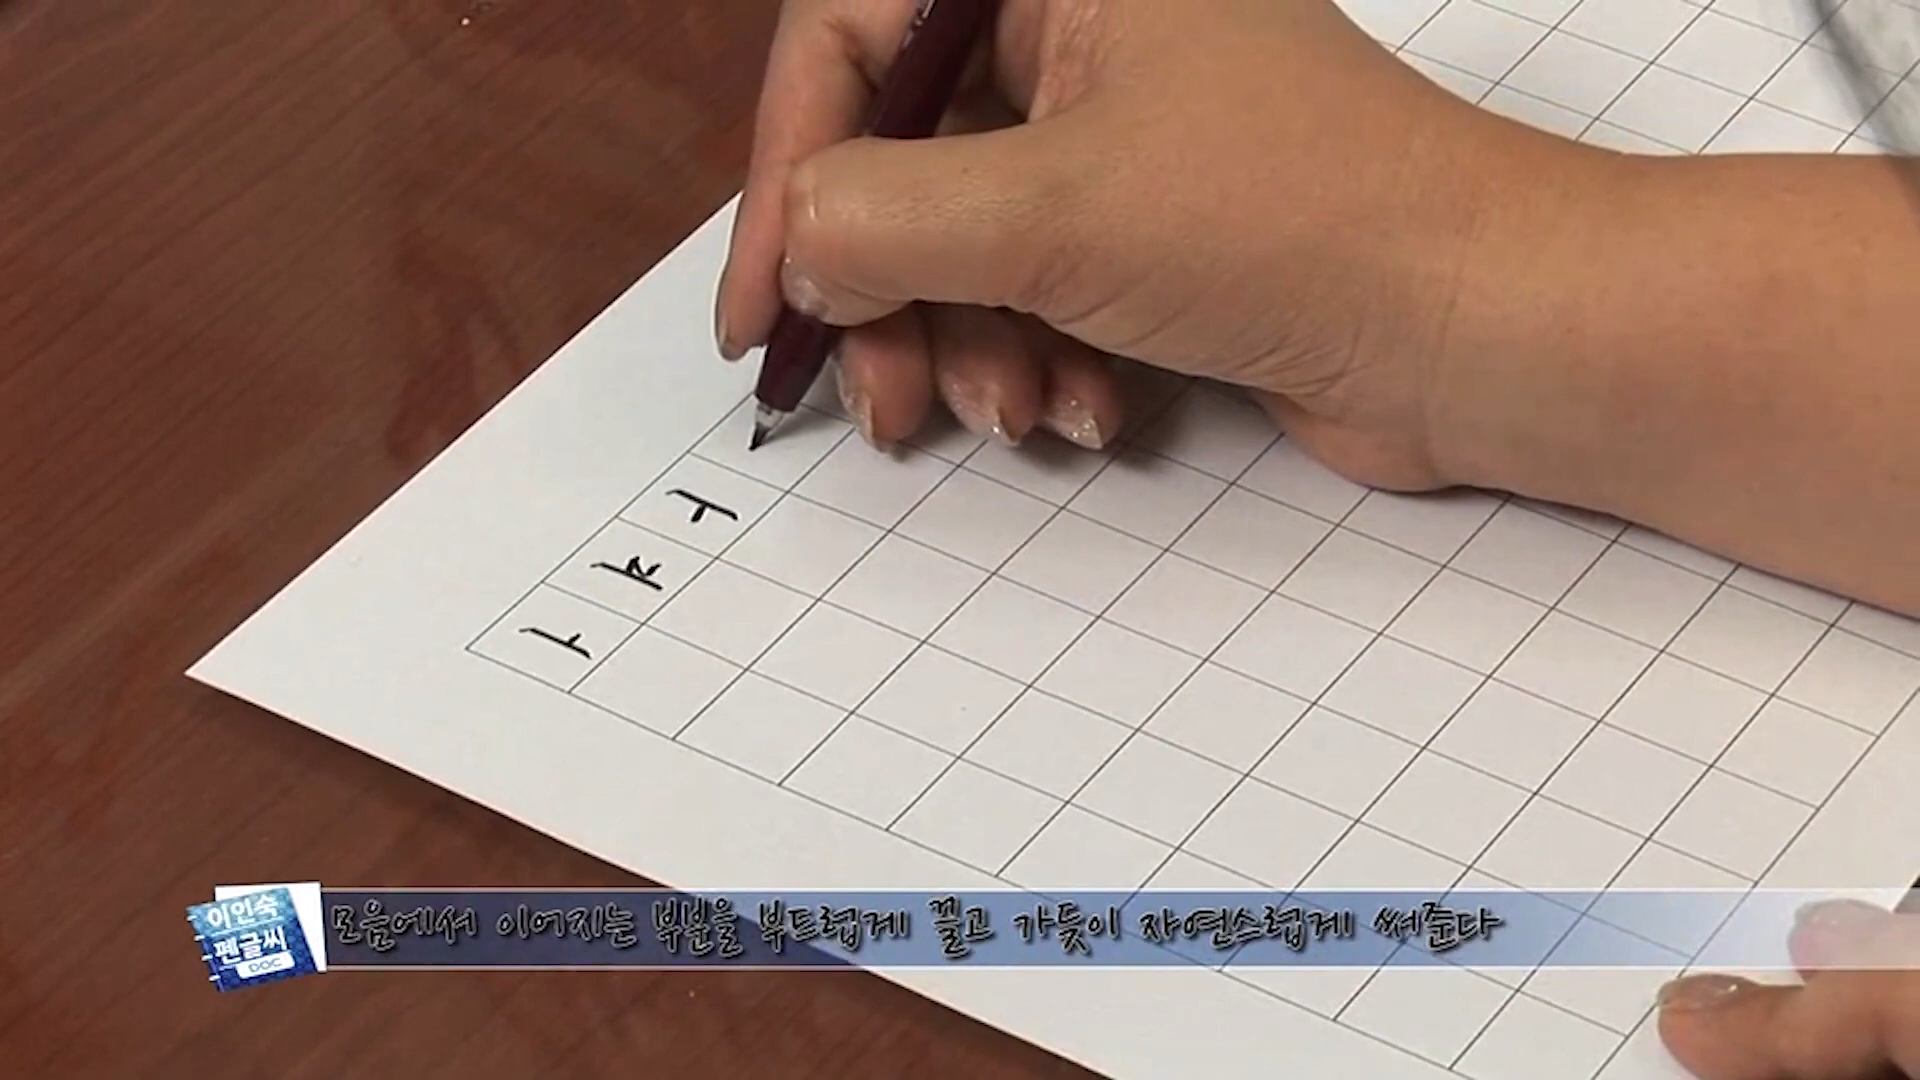 ㅏ ㅑ ㅓ
이인숙
펜글씨
DOC
모음에서 이어지는 부분을 부드럽게 끌고 가듯이 자연스럽게 써준다